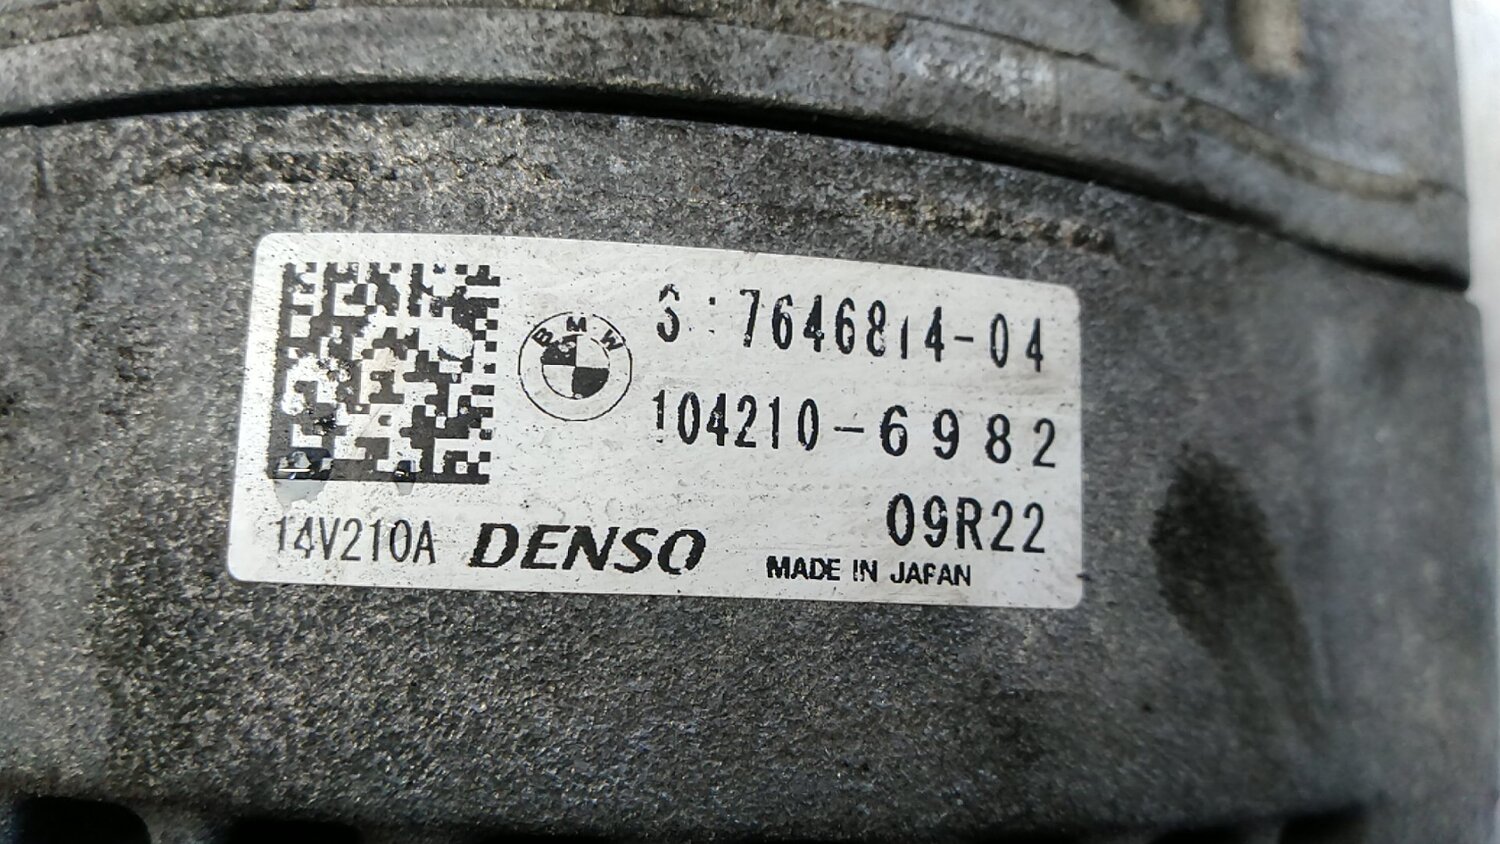 BMW
7646814-04
104210-6982
09R22
14V210A DENSO MADE IN JAPAN